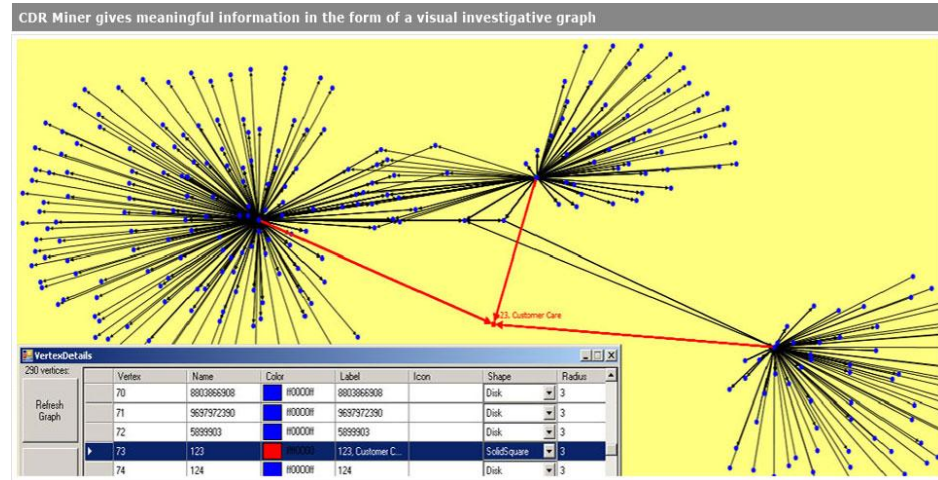 CDR Miner gives meaningful information in the form of a visual investigative graph
23, Customer Care
VertexDetails
290 vertices:
Refresh
Graph
Vertex Name Color Label Icon Shape Radius
70 8803866908 ff0000ff 8803866908 Disk 3
71 9697972390 ff0000ff 9697972390 Disk 3
72 5899903 ff0000ff 5899903 Disk 3
73 123 ffff0000 123, Customer C... SolidSquare 3
74 124 ff0000ff 124 Disk 3